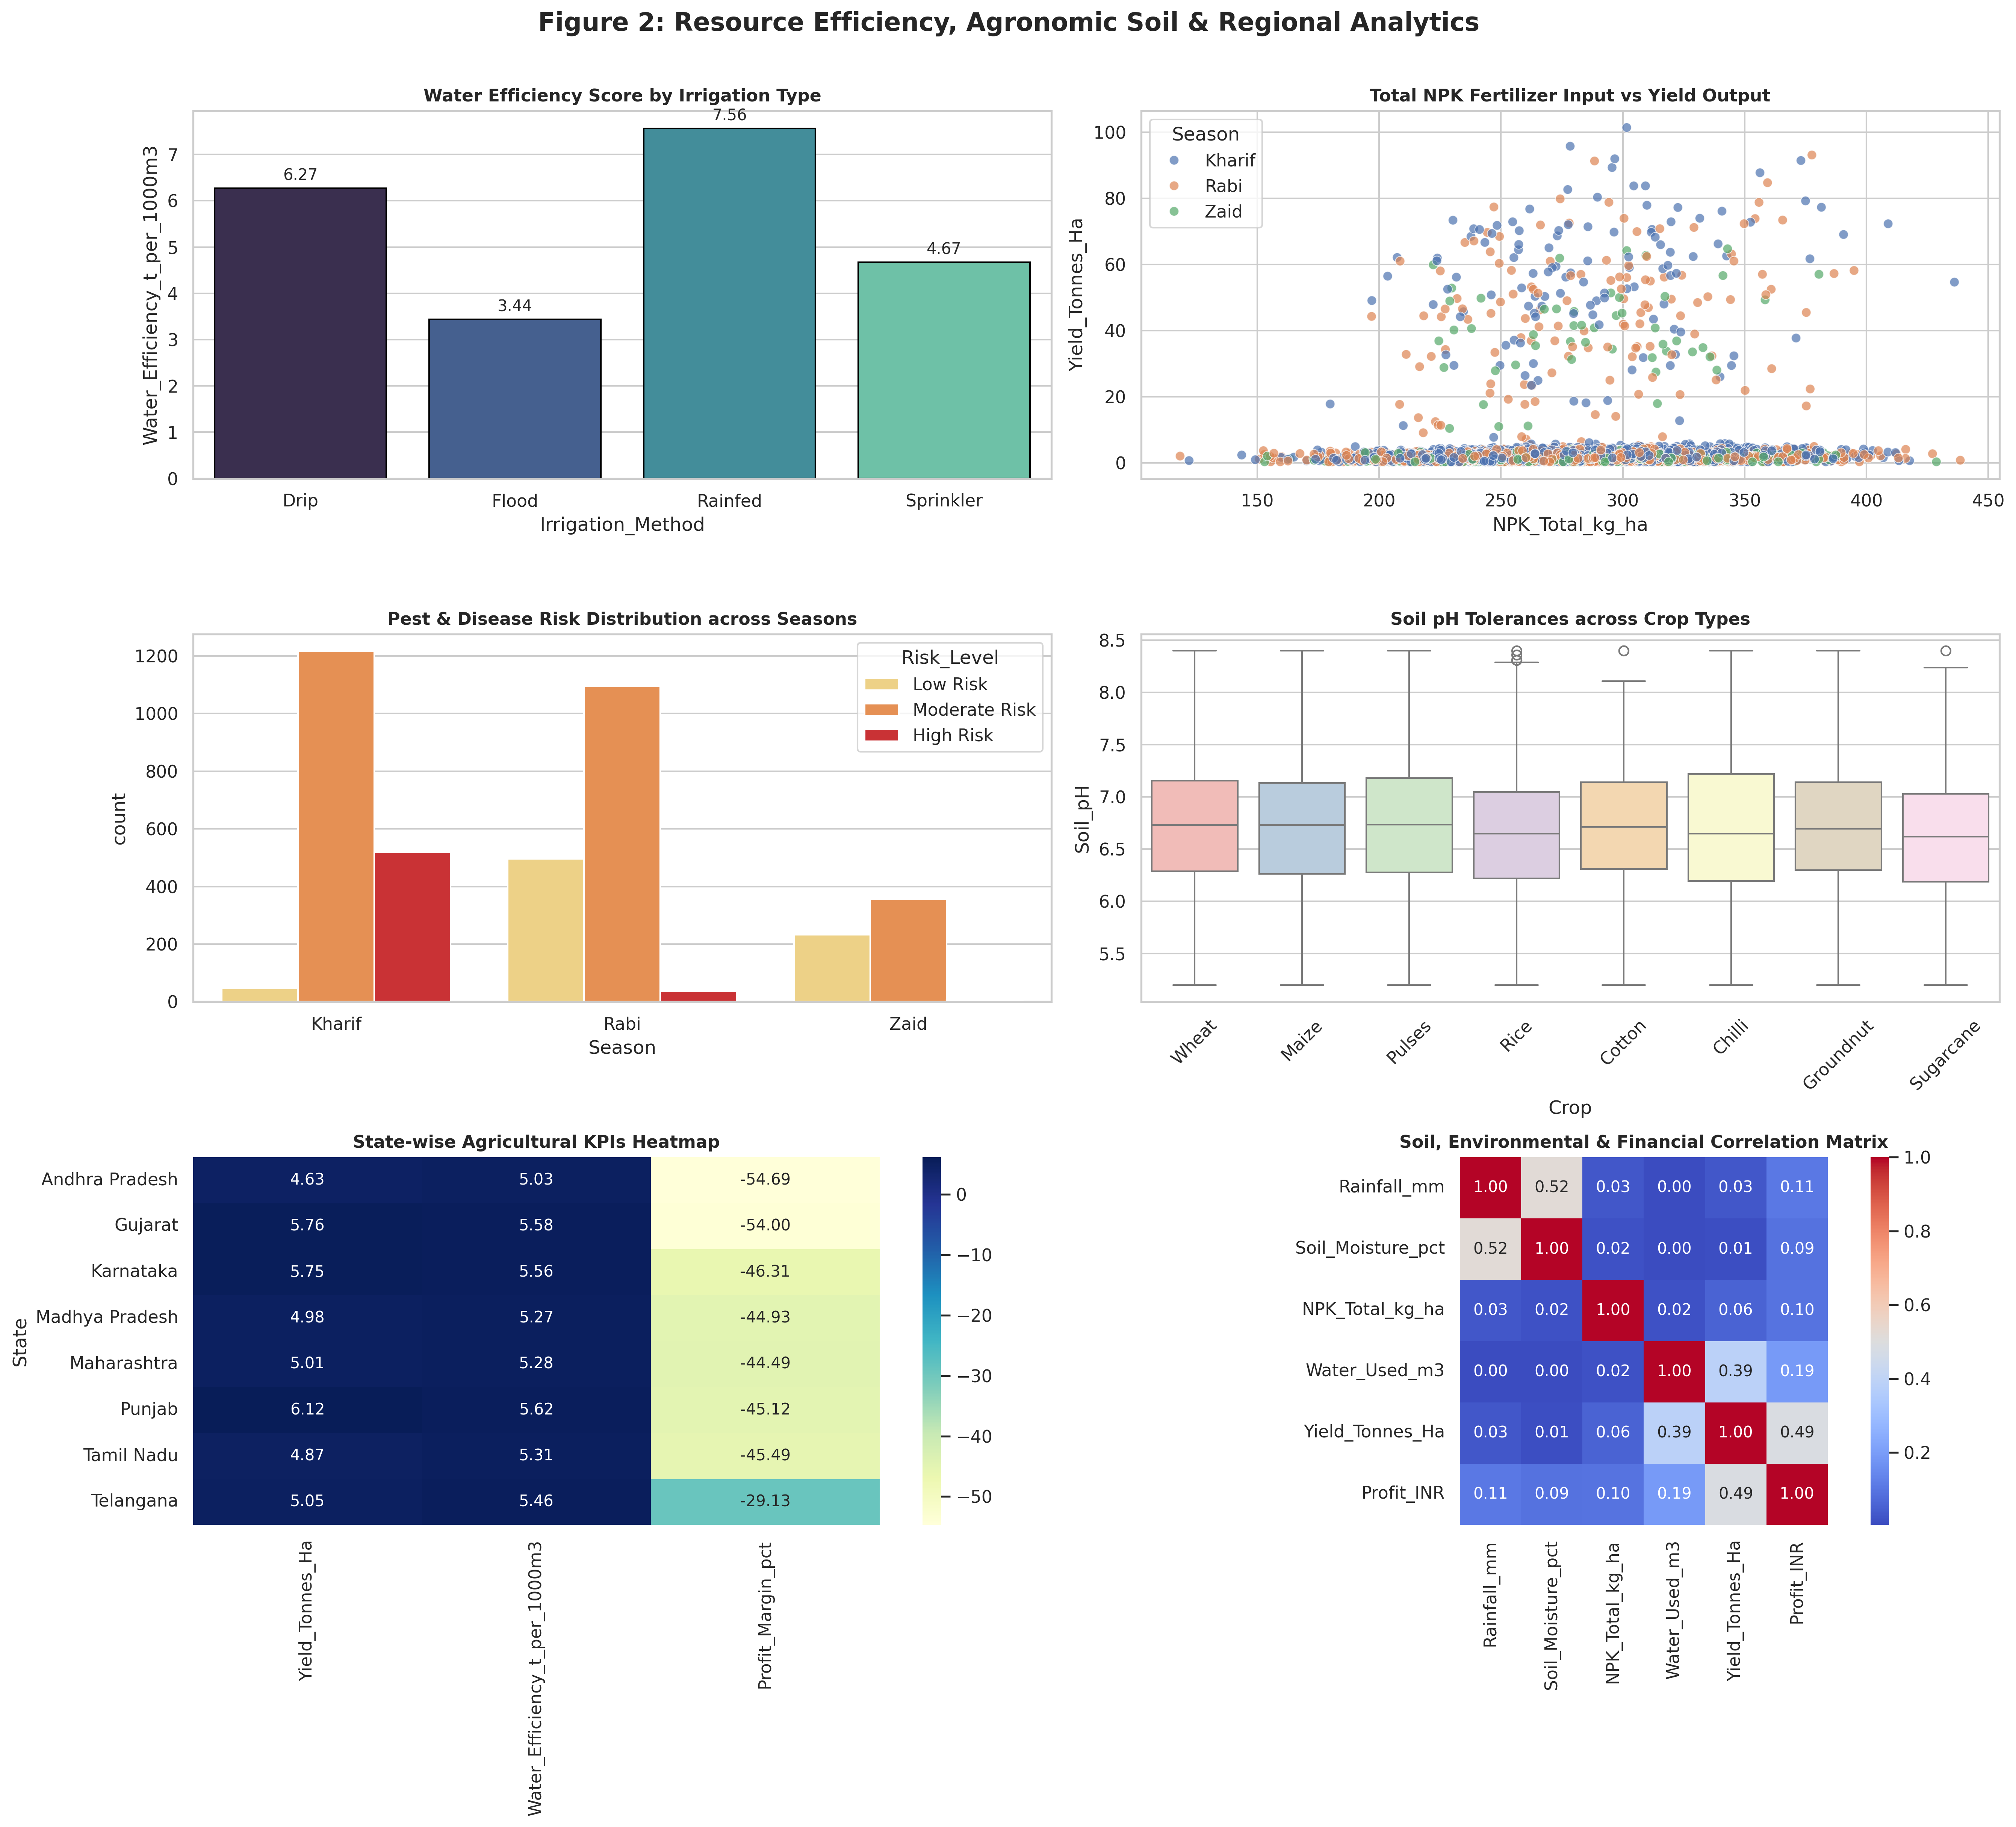 Figure 2: Resource Efficiency, Agronomic Soil & Regional Analytics
Water Efficiency Score by Irrigation Type
Water_Efficiency_t_per_1000m3
7
6
5
4
3
2
1
0
6.27
3.44
7.56
4.67
Drip
Flood
Rainfed
Sprinkler
Irrigation_Method
Total NPK Fertilizer Input vs Yield Output
Yield_Tonnes_Ha
100
80
60
40
20
0
Season
Kharif
Rabi
Zaid
150
200
250
300
350
400
450
NPK_Total_kg_ha
Pest & Disease Risk Distribution across Seasons
count
1200
1000
800
600
400
200
0
Risk_Level
Low Risk
Moderate Risk
High Risk
Kharif
Rabi
Zaid
Season
Soil pH Tolerances across Crop Types
Soil_pH
8.5
8.0
7.5
7.0
6.5
6.0
5.5
Wheat
Maize
Pulses
Rice
Cotton
Chilli
Groundnut
Sugarcane
Crop
State-wise Agricultural KPIs Heatmap
State
Andhra Pradesh 4.63 5.03 -54.69
Gujarat 5.76 5.58 -54.00
Karnataka 5.75 5.56 -46.31
Madhya Pradesh 4.98 5.27 -44.93
Maharashtra 5.01 5.28 -44.49
Punjab 6.12 5.62 -45.12
Tamil Nadu 4.87 5.31 -45.49
Telangana 5.05 5.46 -29.13
Yield_Tonnes_Ha
Water_Efficiency_t_per_1000m3
Profit_Margin_pct
0
−10
−20
−30
−40
−50
Soil, Environmental & Financial Correlation Matrix
Rainfall_mm 1.00 0.52 0.03 0.00 0.03 0.11
Soil_Moisture_pct 0.52 1.00 0.02 0.00 0.01 0.09
NPK_Total_kg_ha 0.03 0.02 1.00 0.02 0.06 0.10
Water_Used_m3 0.00 0.00 0.02 1.00 0.39 0.19
Yield_Tonnes_Ha 0.03 0.01 0.06 0.39 1.00 0.49
Profit_INR 0.11 0.09 0.10 0.19 0.49 1.00
Rainfall_mm
Soil_Moisture_pct
NPK_Total_kg_ha
Water_Used_m3
Yield_Tonnes_Ha
Profit_INR
1.0
0.8
0.6
0.4
0.2